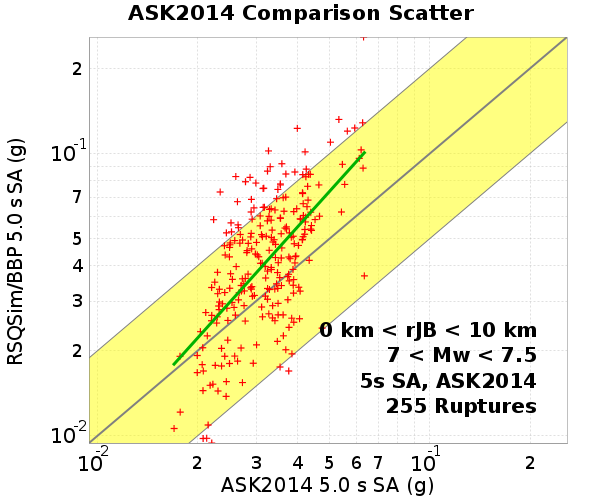 ASK2014 Comparison Scatter
RSQSim/BBP 5.0 s SA (g)
2
10^-1
7
5
4
3
2
10^-2
0 km < rJB < 10 km
7 < Mw < 7.5
5s SA, ASK2014
255 Ruptures
10^-2 2 3 4 5 6 7 10^-1 2
ASK2014 5.0 s SA (g)